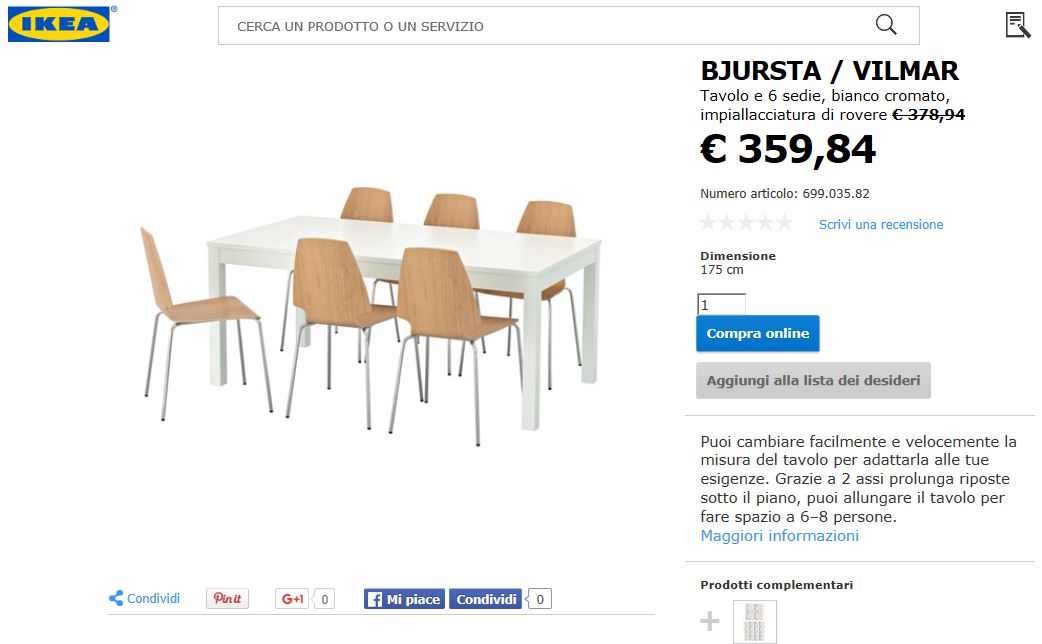 IKEA®
CERCA UN PRODOTTO O UN SERVIZIO
BJURSTA / VILMAR
Tavolo e 6 sedie, bianco cromato,
impiallacciatura di rovere € 378,94
€ 359,84
Numero articolo: 699.035.82
Scrivi una recensione
Dimensione
175 cm
1
Compra online
Aggiungi alla lista dei desideri
Puoi cambiare facilmente e velocemente la
misura del tavolo per adattarla alle tue
esigenze. Grazie a 2 assi prolunga riposte
sotto il piano, puoi allungare il tavolo per
fare spazio a 6–8 persone.
Maggiori informazioni
Condividi Pin it G+1 0 Mi piace Condividi 0
Prodotti complementari